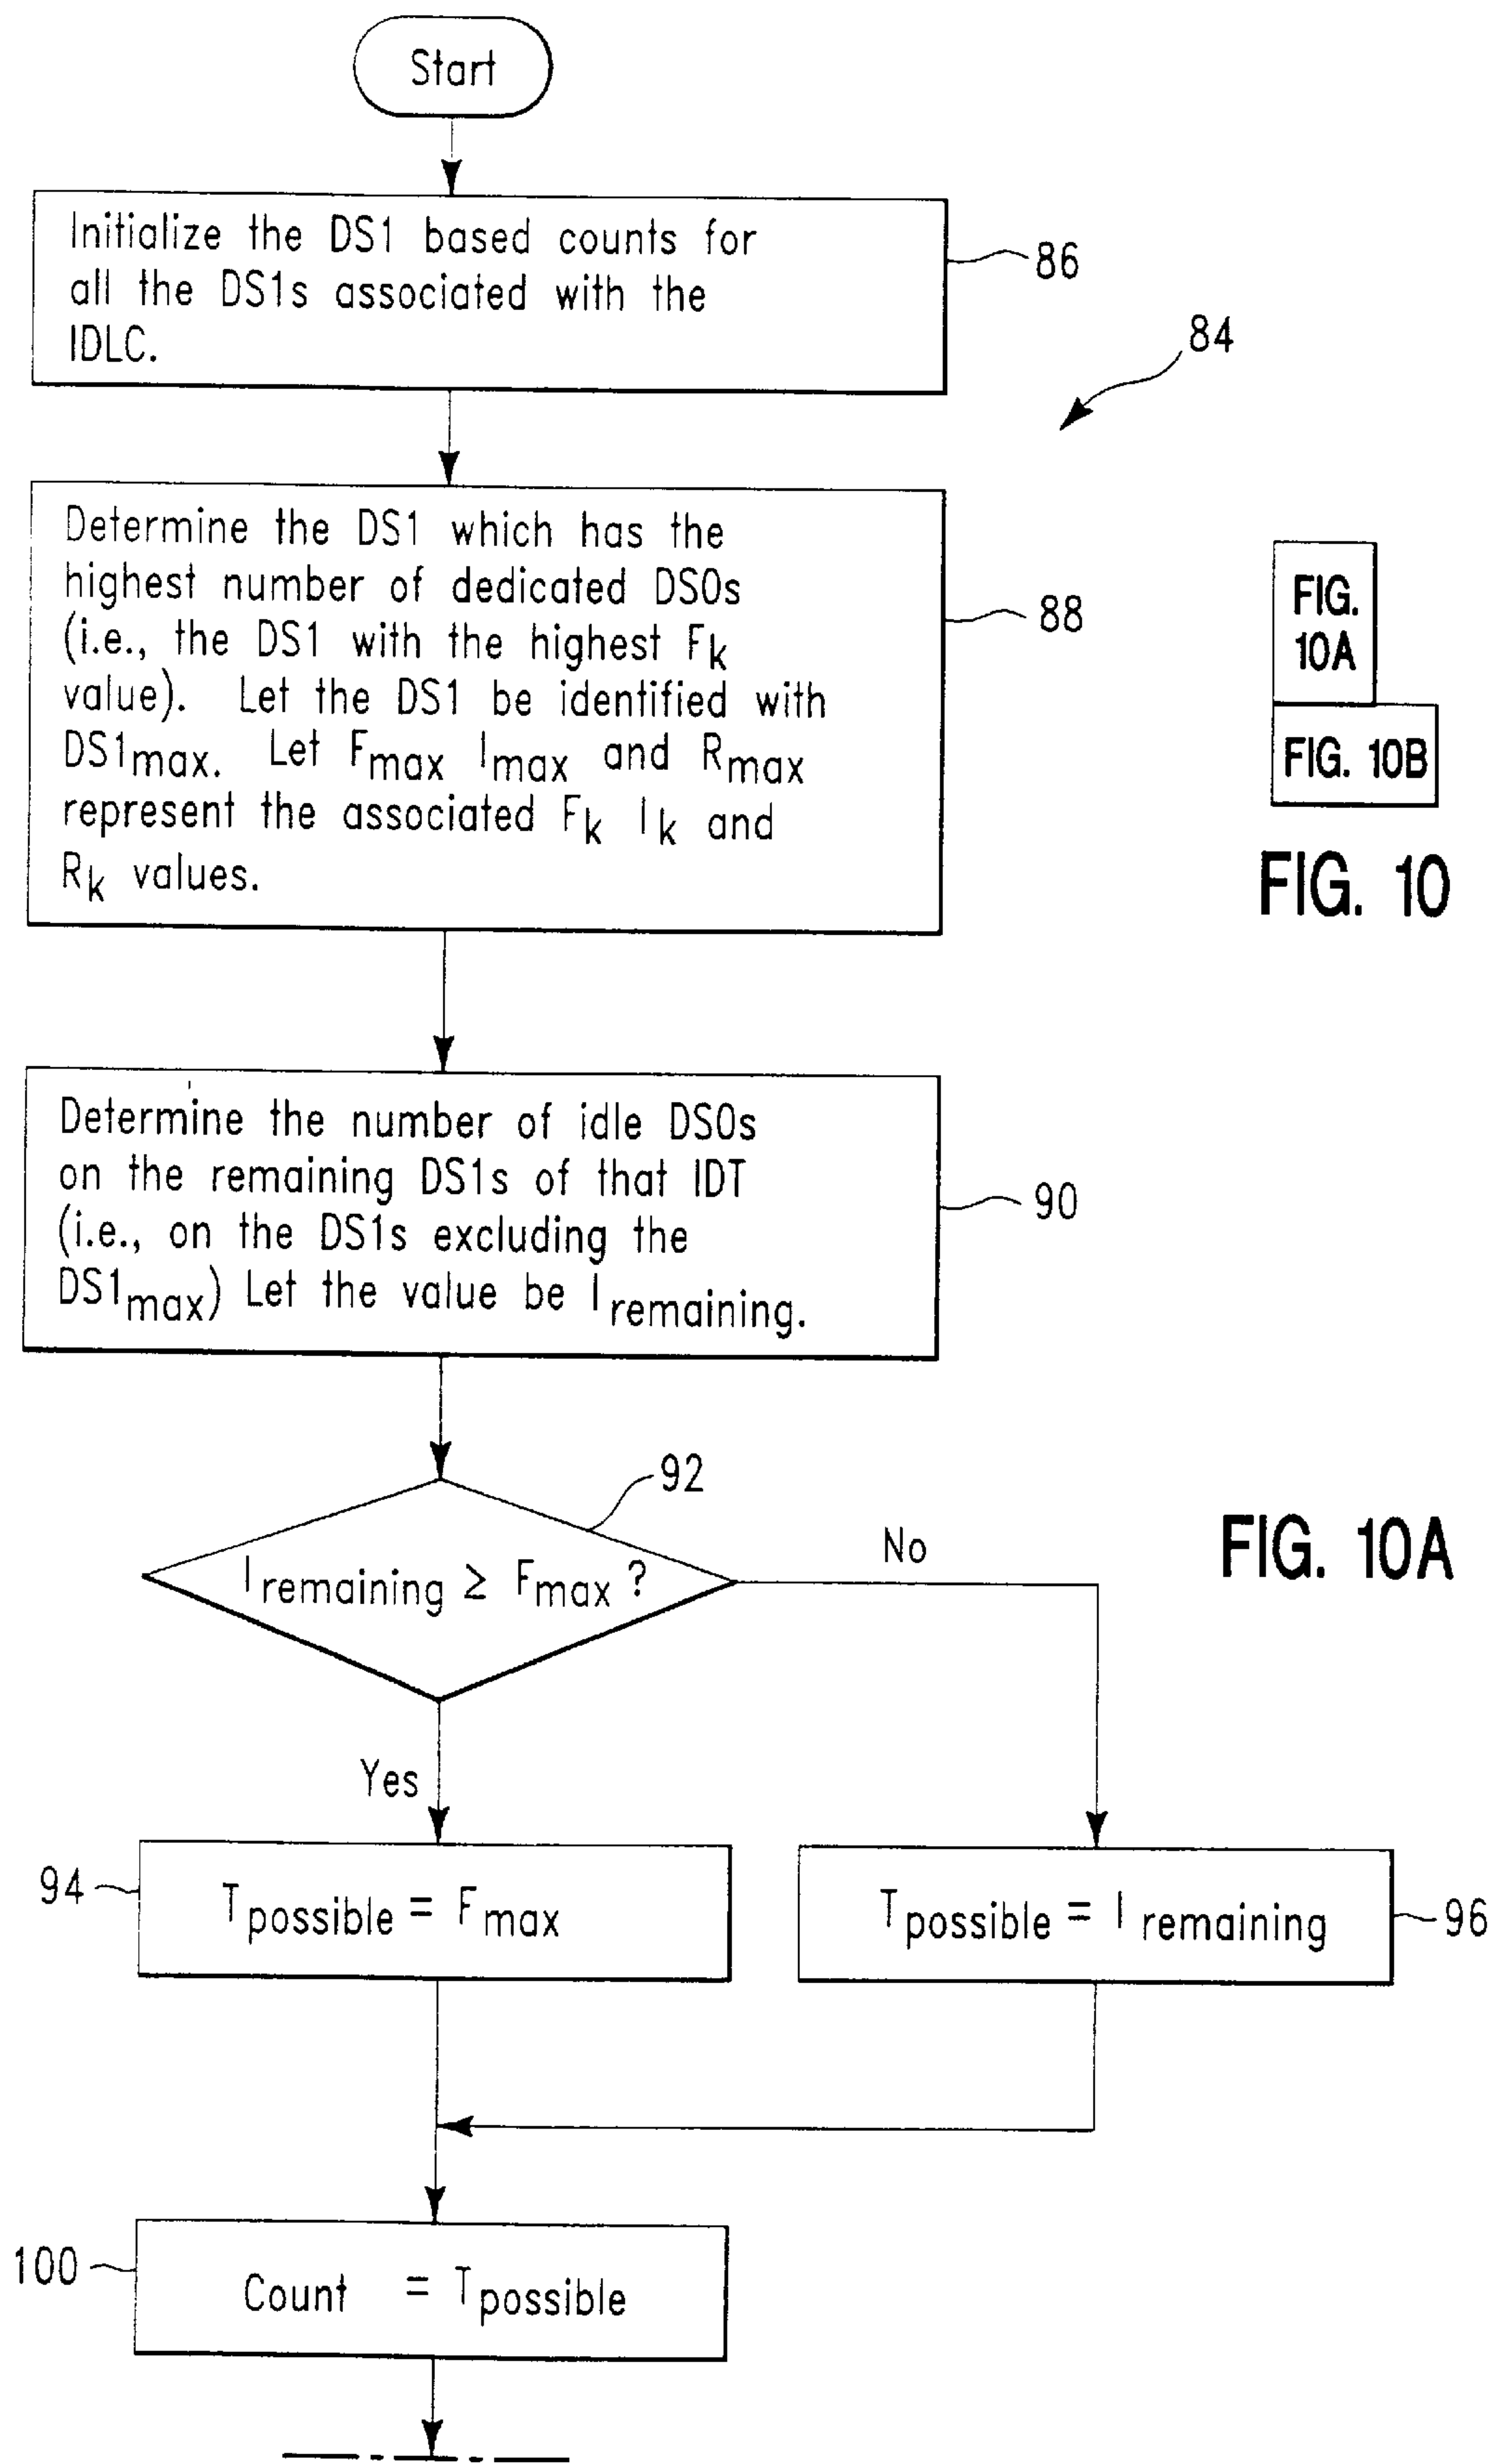 Start
Initialize the DS1 based counts for
all the DS1s associated with the
IDLC.
86
84
Determine the DS1 which has the
highest number of dedicated DS0s
(i.e., the DS1 with the highest Fk
value). Let the DS1 be identified with
DS1max. Let Fmax Imax and Rmax
represent the associated Fk Ik and
Rk values.
88
FIG.
10A
FIG. 10B
FIG. 10
Determine the number of idle DS0s
on the remaining DS1s of that IDT
(i.e., on the DS1s excluding the
DS1max) Let the value be Iremaining.
90
92
Iremaining ≥ Fmax ?
No
FIG. 10A
Yes
94
Tpossible = Fmax
Tpossible = Iremaining
96
100
Count = Tpossible